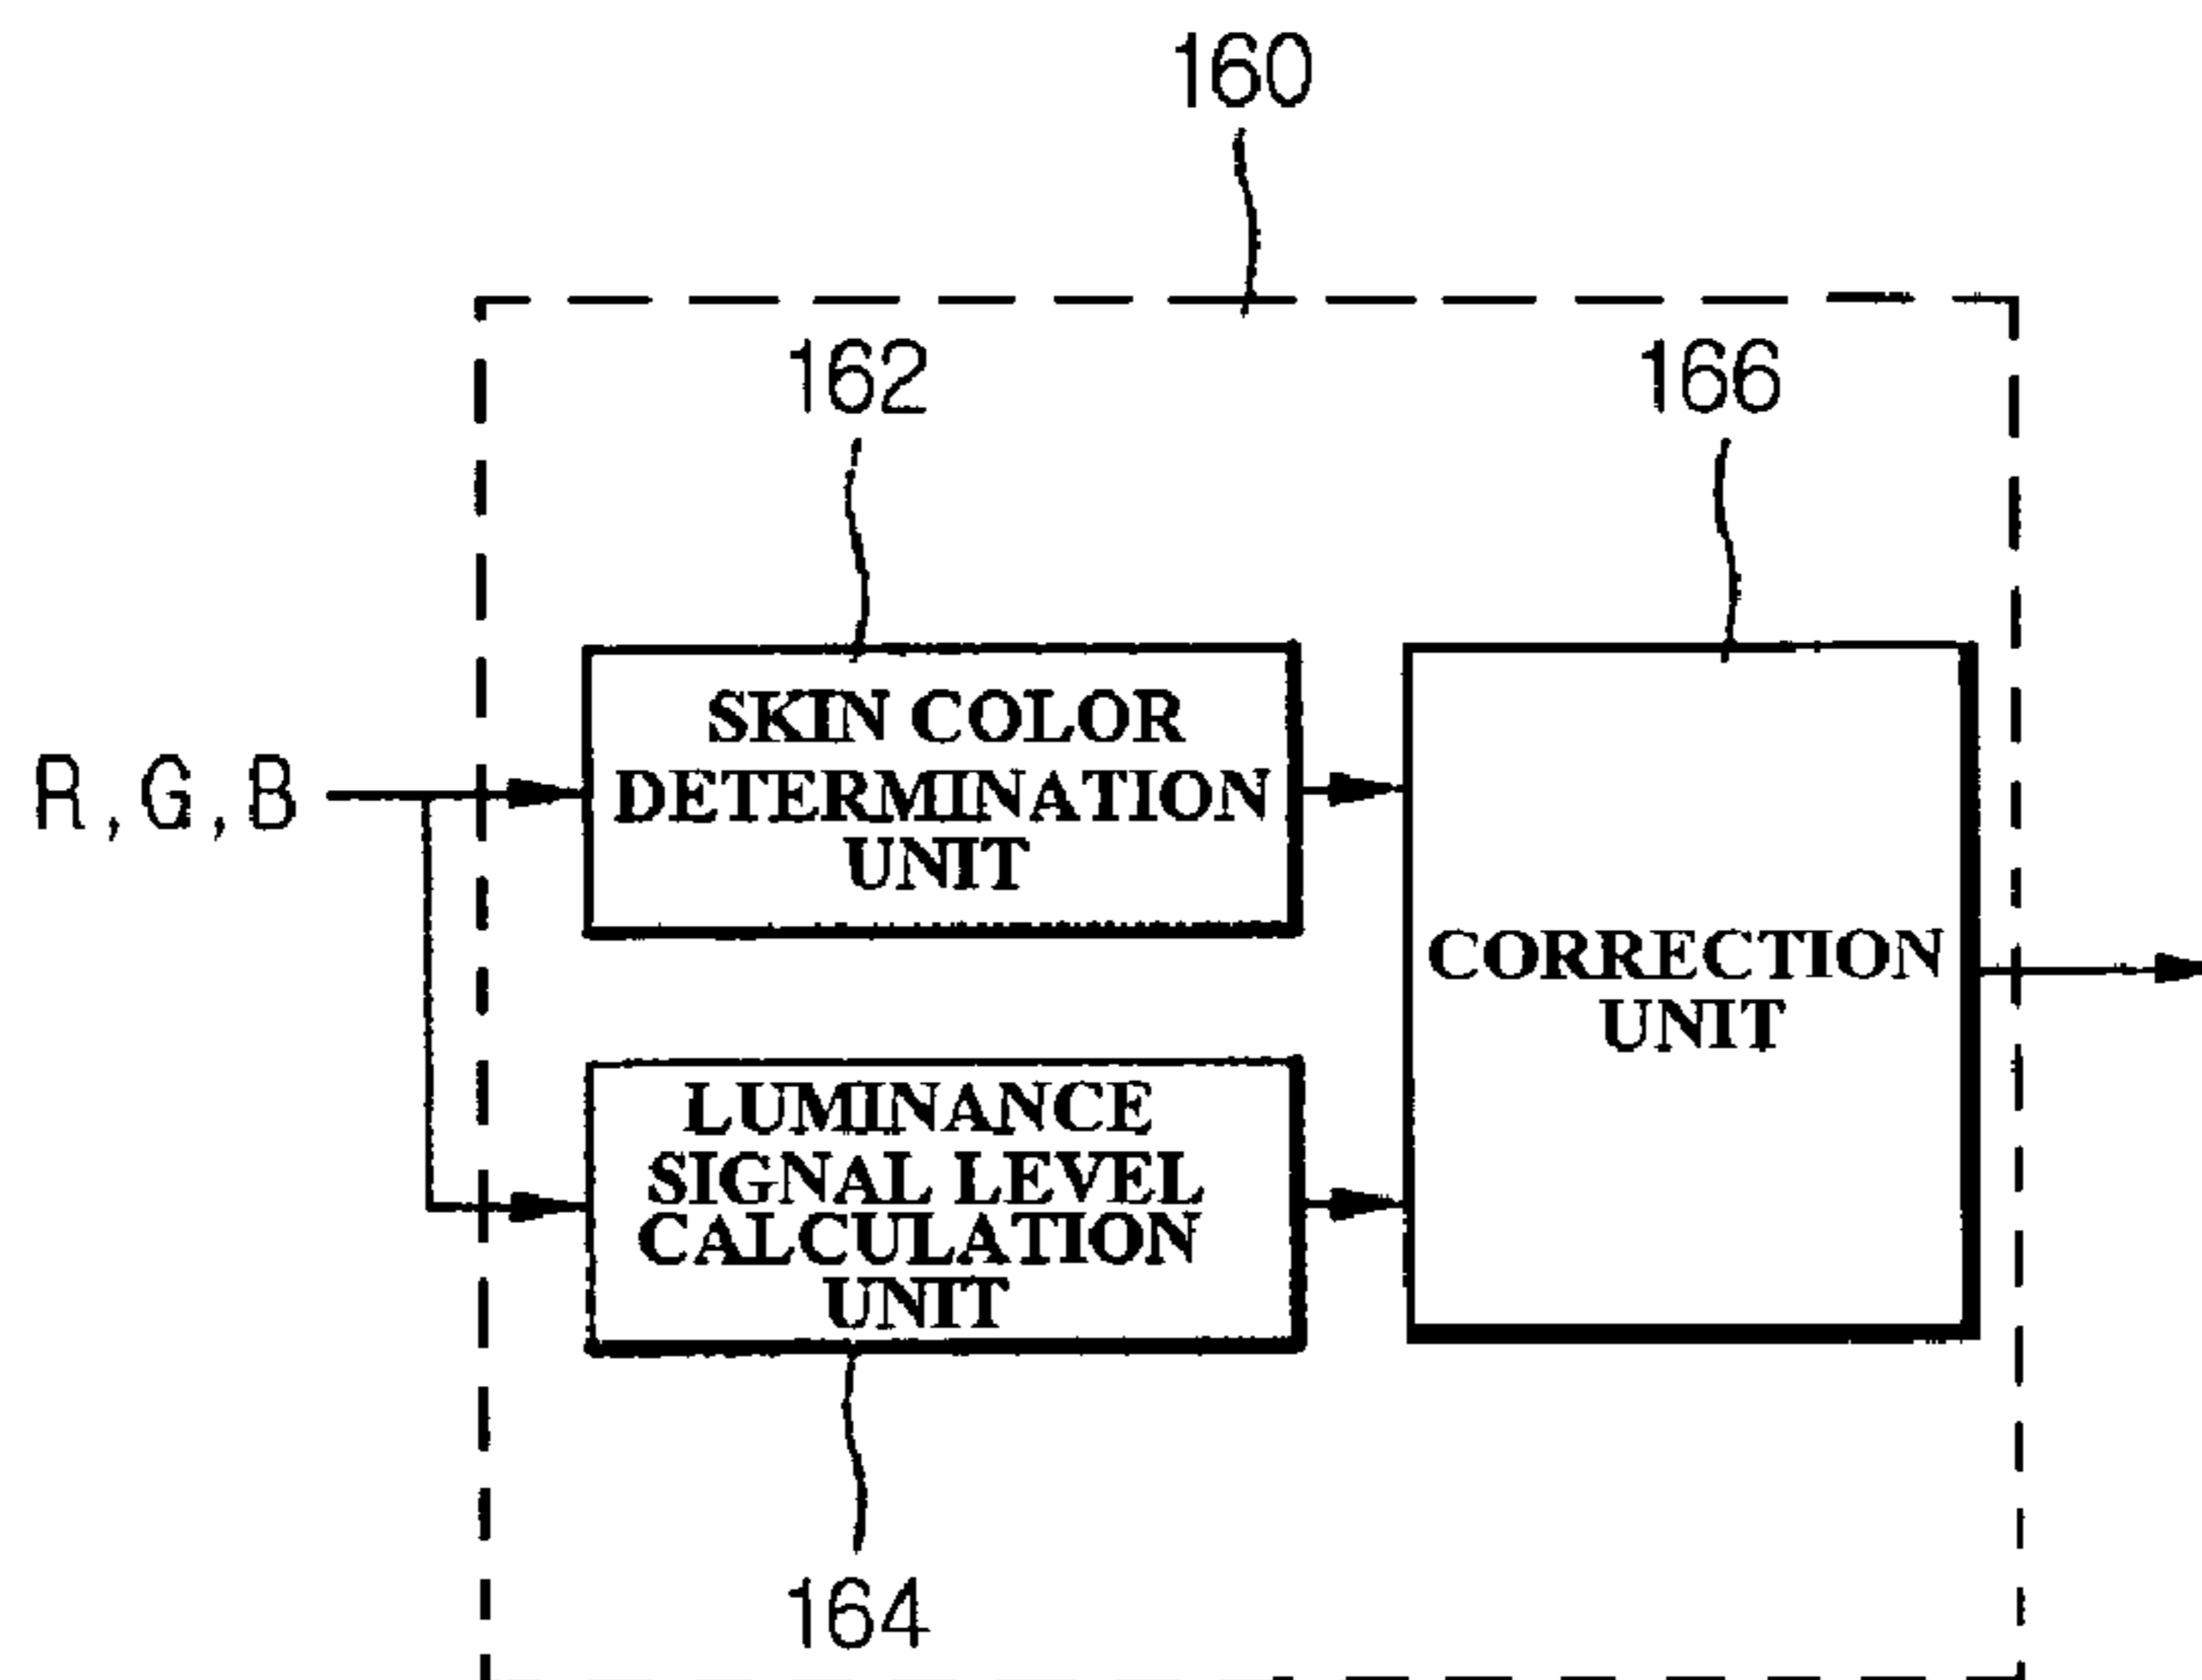 160
162
166
R,G,B
SKIN COLOR
DETERMINATION
UNIT
CORRECTION
UNIT
LUMINANCE
SIGNAL LEVEL
CALCULATION
UNIT
164